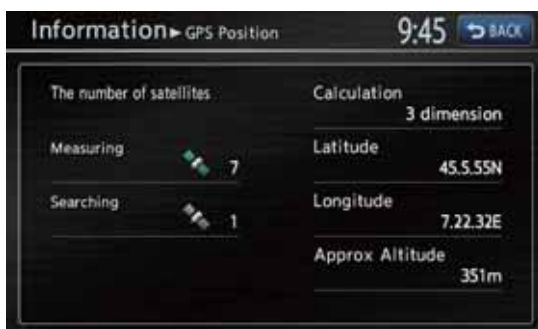 Information ► GPS Position 9:45 BACK
The number of satellites
Measuring 7
Searching 1
Calculation
3 dimension
Latitude
45.5.55N
Longitude
7.22.32E
Approx Altitude
351m